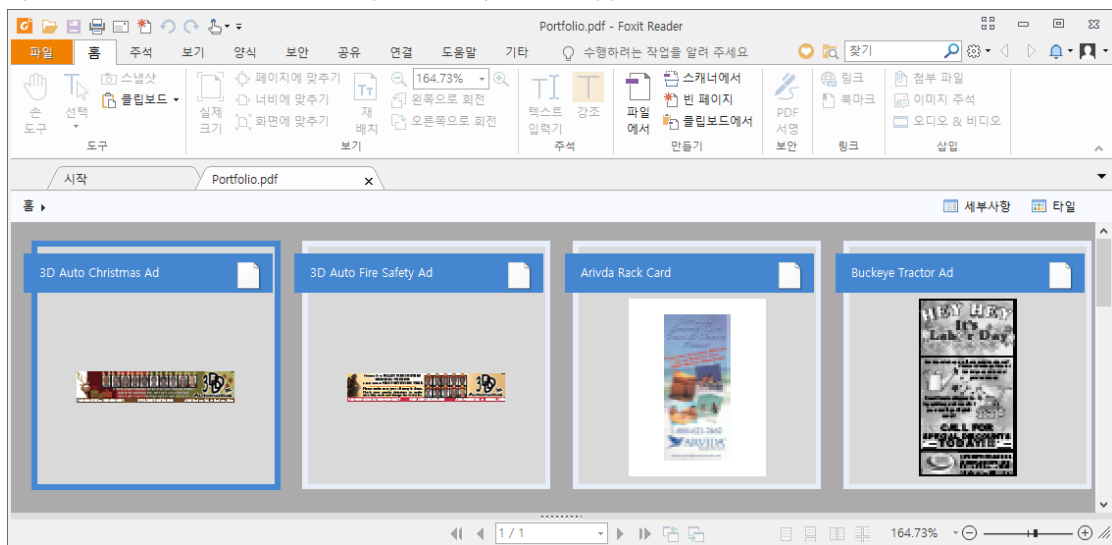 Portfolio.pdf - Foxit Reader
파일 홈 주석 보기 양식 보안 공유 연결 도움말 기타 수행하려는 작업을 알려 주세요 찾기
손
도구
선택
스냅샷
클립보드
도구
실제
크기
페이지에 맞추기
너비에 맞추기
화면에 맞추기
재
배치
164.73%
왼쪽으로 회전
오른쪽으로 회전
보기
텍스트
입력기
강조
주석
파일
에서
스캐너에서
빈 페이지
클립보드에서
만들기
PDF
서명
보안
링크
북마크
링크
첨부 파일
이미지 주석
오디오 & 비디오
삽입
시작 Portfolio.pdf
홈 세부사항 타일
3D Auto Christmas Ad
3D Auto Fire Safety Ad
Arivda Rack Card
Buckeye Tractor Ad
3D
3D
ARVIDA
HEY HEY
It's
Labor Day
CALL FOR
SPECIAL DISCOUNTS
TODAY!!
1 / 1 164.73%